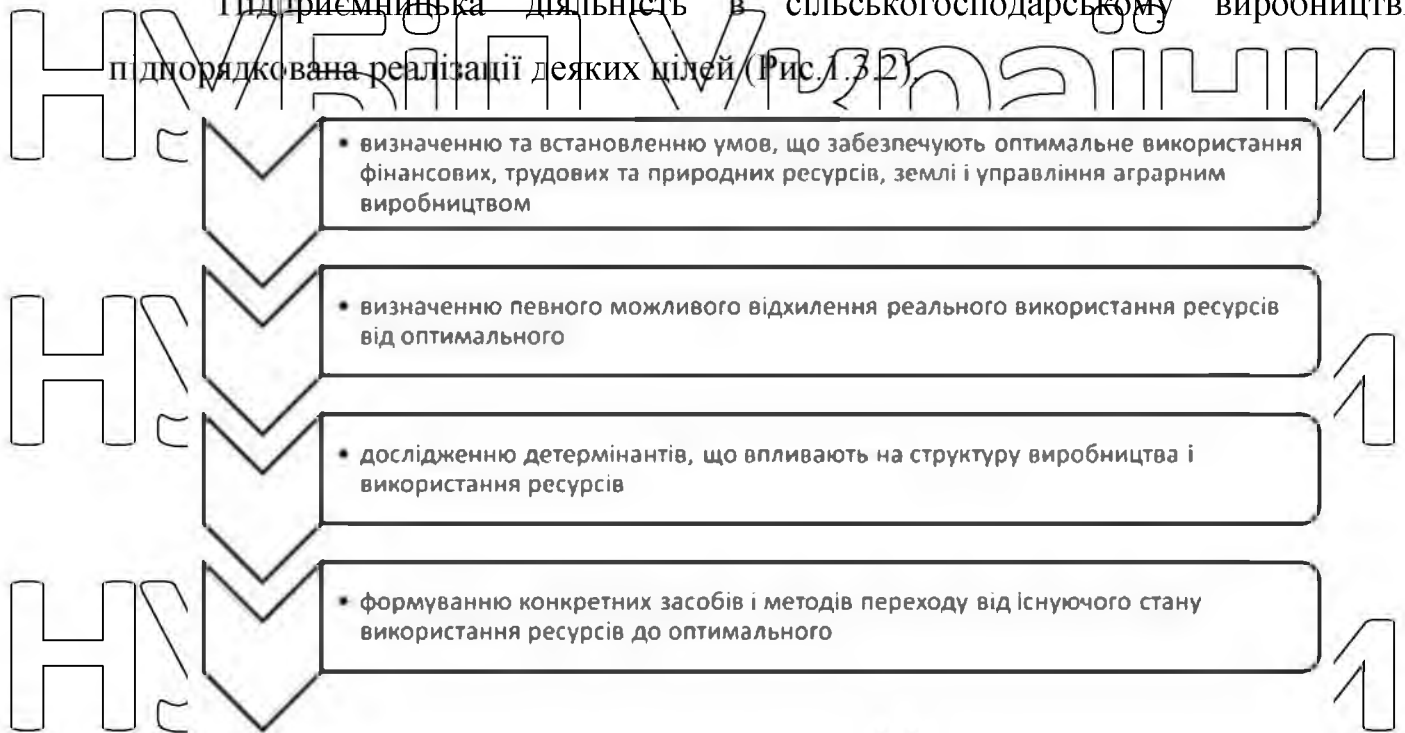 Підприємницька діяльність в сільськогосподарському виробництві
підпорядкована реалізації деяких цілей (Рис.1.3.2).
НУБіП України
• визначенню та встановленню умов, що забезпечують оптимальне використання
фінансових, трудових та природних ресурсів, землі і управління аграрним
виробництвом
• визначенню певного можливого відхилення реального використання ресурсів
від оптимального
• дослідженню детермінантів, що впливають на структуру виробництва і
використання ресурсів
• формуванню конкретних засобів і методів переходу від існуючого стану
використання ресурсів до оптимального